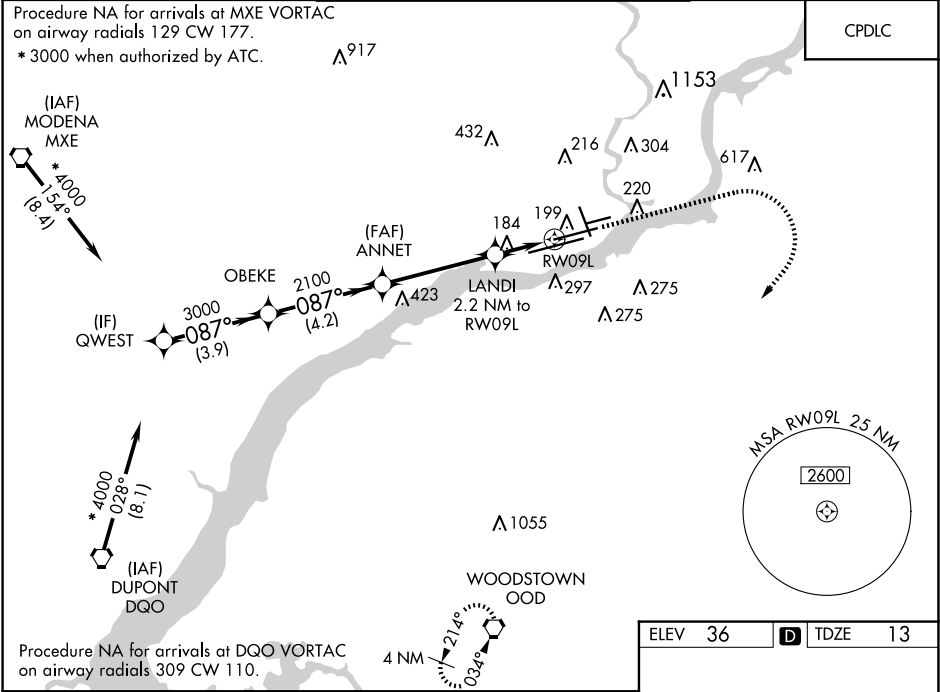 Procedure NA for arrivals at MXE VORTAC
on airway radials 129 CW 177.
* 3000 when authorized by ATC.
CPDLC
917
1153
(IAF)
MODENA
MXE
* 4000
154°
(8.4)
432
216
304
617
220
199
184
(FAF)
ANNET
RW09L
OBEKE
2100
087°
(4.2)
LANDI
2.2 NM to
RW09L
297
275
275
423
(IF)
QWEST
3000
087°
(3.9)
* 4000
028°
(8.1)
(IAF)
DUPONT
DQO
MSA RW09L 25 NM
2600
1055
WOODSTOWN
OOD
214°
034°
4 NM
Procedure NA for arrivals at DQO VORTAC
on airway radials 309 CW 110.
ELEV 36 D TDZE 13